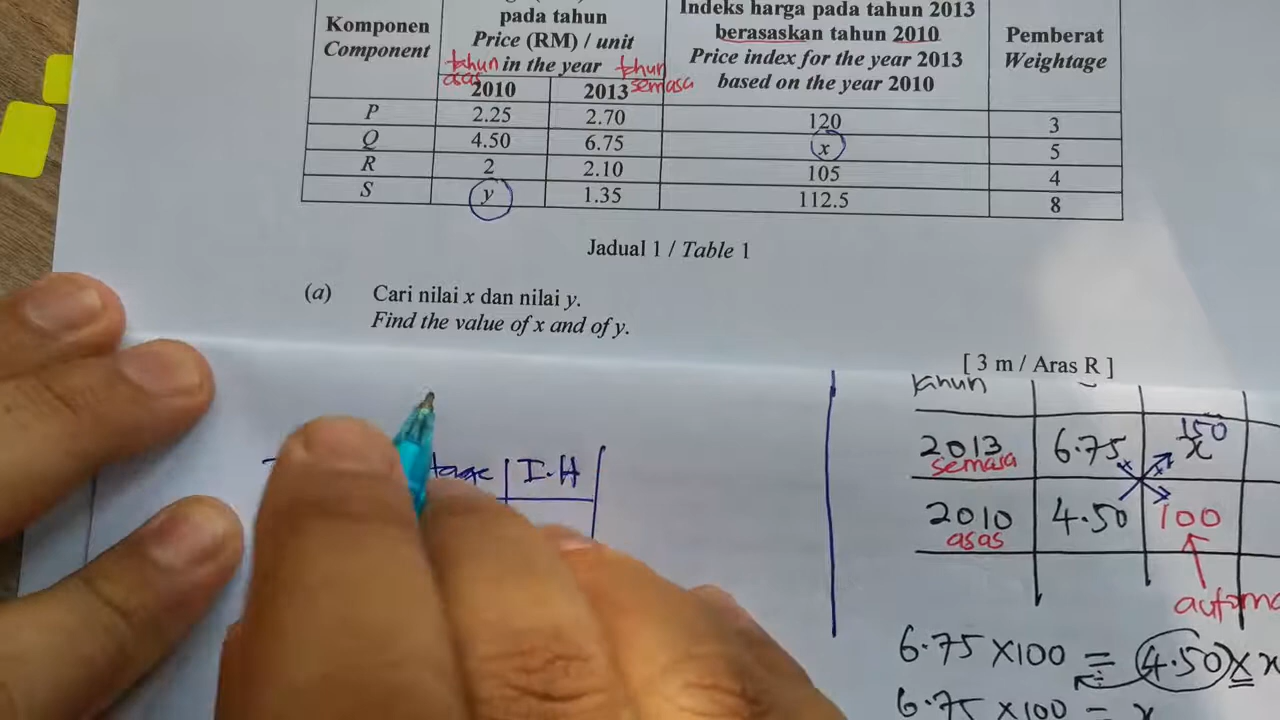 Komponen
Component
pada tahun
Price (RM) / unit
in the year
tahun asas
tahun semasa
2010 2013
Indeks harga pada tahun 2013
berasaskan tahun 2010
Price index for the year 2013
based on the year 2010
Pemberat
Weightage
P 2.25 2.70 120 3
Q 4.50 6.75 x 5
R 2 2.10 105 4
S y 1.35 112.5 8
Jadual 1 / Table 1
(a) Cari nilai x dan nilai y.
Find the value of x and of y.
[ 3 m / Aras R ]
I.H
tahun
2013 6.75 150
semasa x
2010 4.50 100
asas
6.75 × 100 = 4.50 × x
6.75 × 100 = x